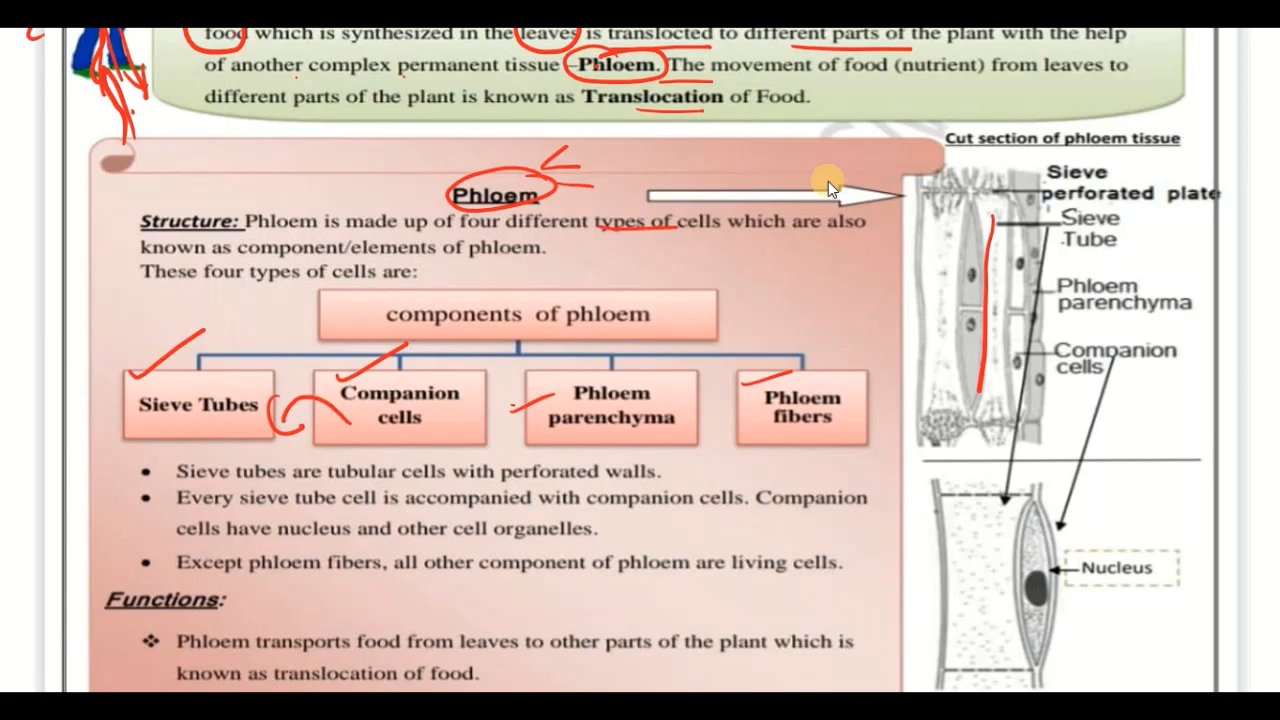 food which is synthesized in the leaves is translocted to different parts of the plant with the help
of another complex permanent tissue –Phloem. The movement of food (nutrient) from leaves to
different parts of the plant is known as Translocation of Food.
Cut section of phloem tissue
Phloem
Structure: Phloem is made up of four different types of cells which are also
known as component/elements of phloem.
These four types of cells are:
components of phloem
Sieve Tubes
Companion
cells
Phloem
parenchyma
Phloem
fibers
• Sieve tubes are tubular cells with perforated walls.
• Every sieve tube cell is accompanied with companion cells. Companion
cells have nucleus and other cell organelles.
• Except phloem fibers, all other component of phloem are living cells.
Functions:
❖ Phloem transports food from leaves to other parts of the plant which is
known as translocation of food.
Sieve
perforated plate
Sieve
Tube
Phloem
parenchyma
Companion
cells
Nucleus